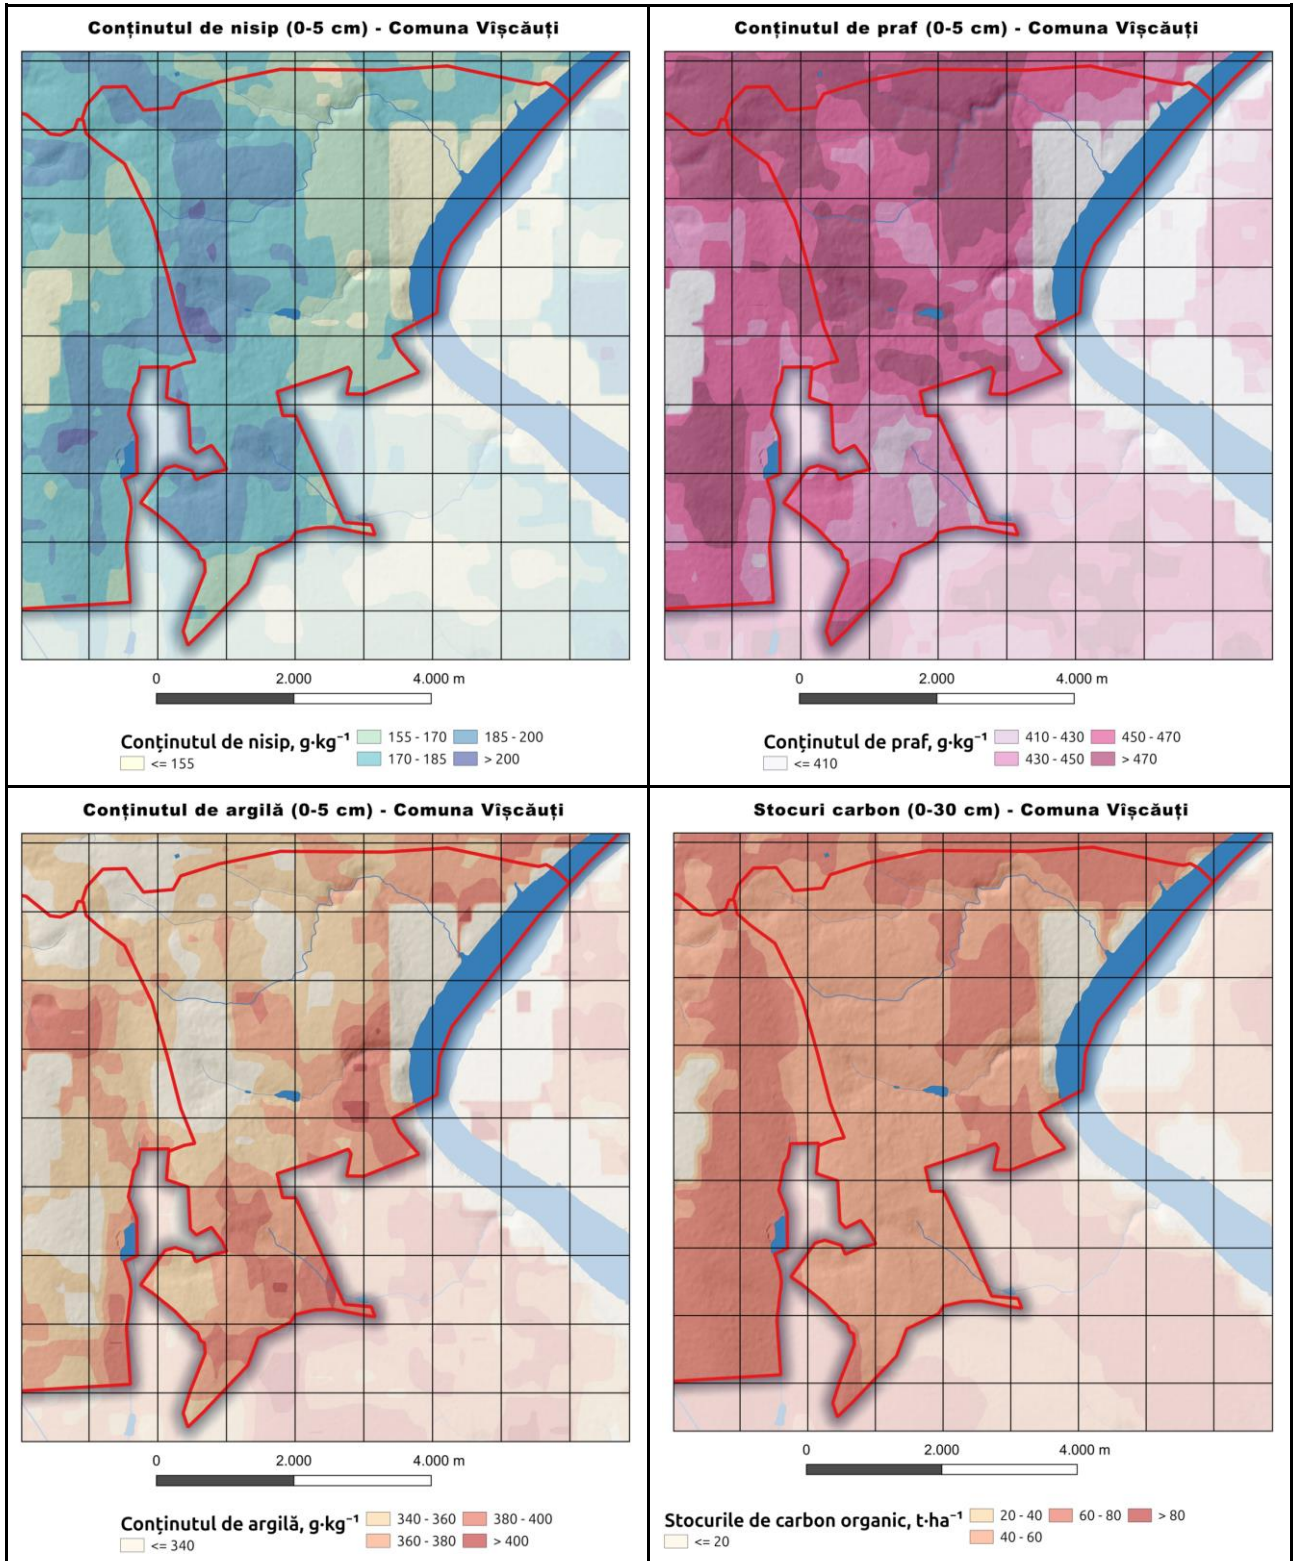 Conținutul de nisip (0-5 cm) - Comuna Vîșcăuți
0 2.000 4.000 m
Conținutul de nisip, g·kg⁻¹
<= 155
155 - 170
170 - 185
185 - 200
> 200
Conținutul de praf (0-5 cm) - Comuna Vîșcăuți
0 2.000 4.000 m
Conținutul de praf, g·kg⁻¹
<= 410
410 - 430
430 - 450
450 - 470
> 470
Conținutul de argilă (0-5 cm) - Comuna Vîșcăuți
0 2.000 4.000 m
Conținutul de argilă, g·kg⁻¹
<= 340
340 - 360
360 - 380
380 - 400
> 400
Stocuri carbon (0-30 cm) - Comuna Vîșcăuți
0 2.000 4.000 m
Stocurile de carbon organic, t·ha⁻¹
<= 20
20 - 40
40 - 60
60 - 80
> 80